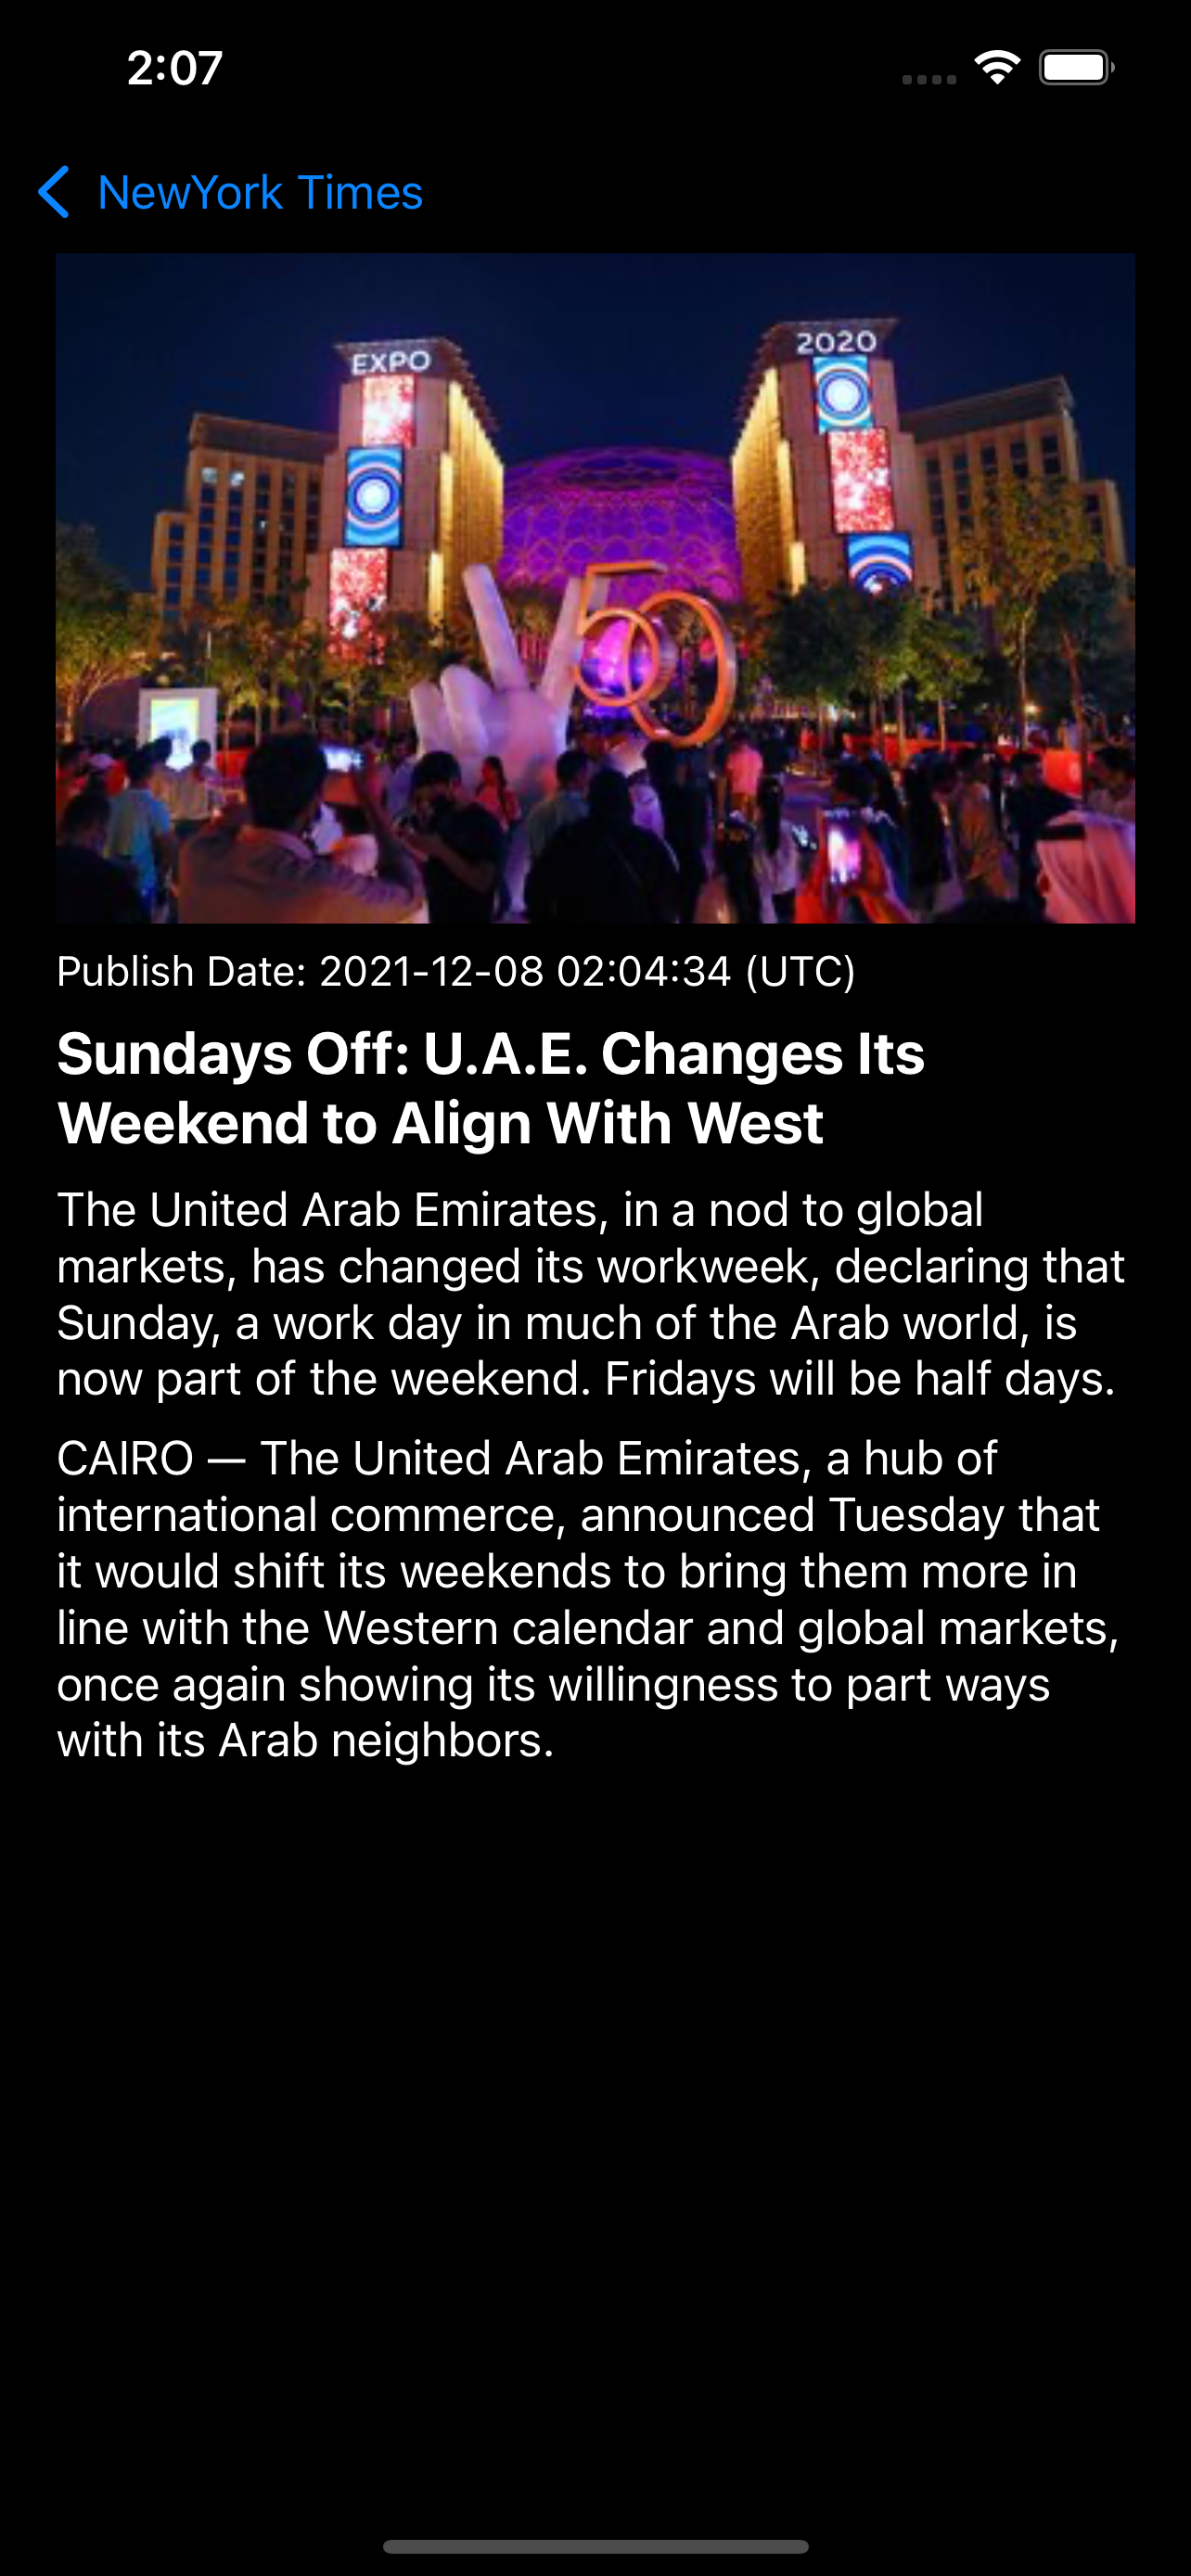 2:07
NewYork Times
EXPO
2020
50
Publish Date: 2021-12-08 02:04:34 (UTC)
Sundays Off: U.A.E. Changes Its
Weekend to Align With West
The United Arab Emirates, in a nod to global
markets, has changed its workweek, declaring that
Sunday, a work day in much of the Arab world, is
now part of the weekend. Fridays will be half days.
CAIRO — The United Arab Emirates, a hub of
international commerce, announced Tuesday that
it would shift its weekends to bring them more in
line with the Western calendar and global markets,
once again showing its willingness to part ways
with its Arab neighbors.